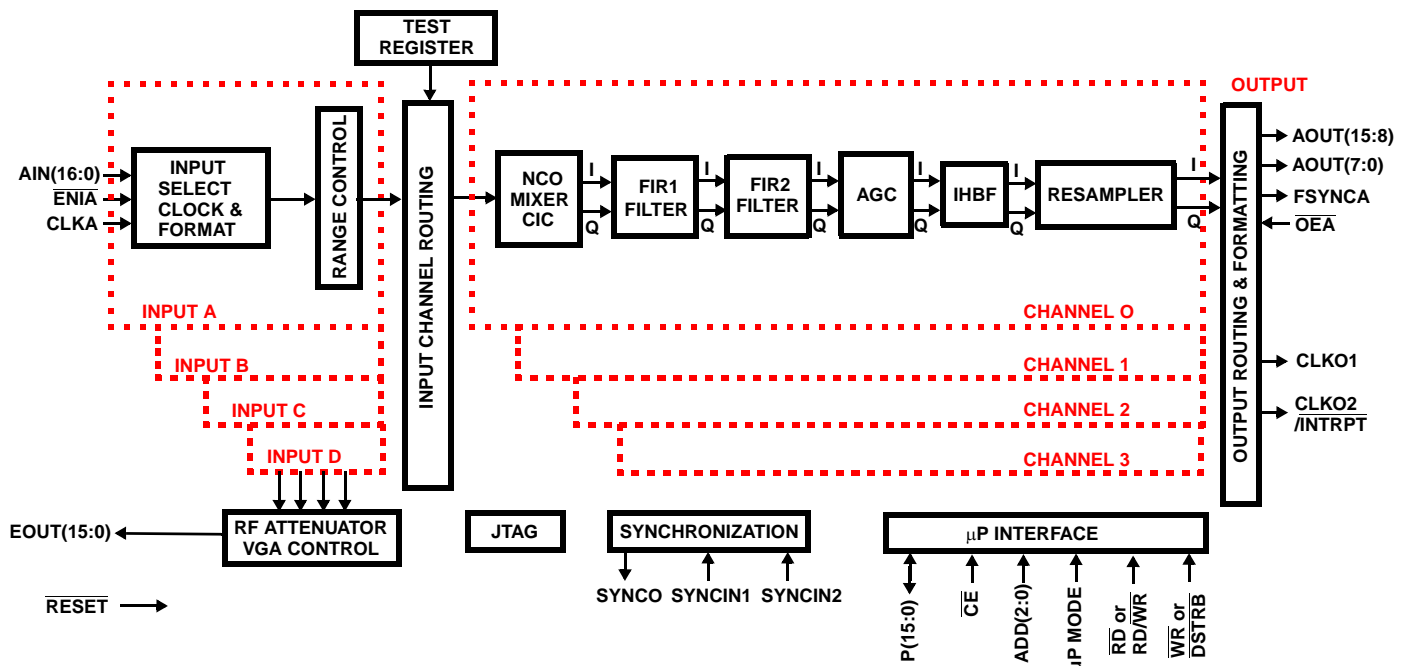 TEST
REGISTER
OUTPUT
AIN(16:0)
ENIA
CLKA
INPUT
SELECT
CLOCK &
FORMAT
RANGE CONTROL
INPUT CHANNEL ROUTING
NCO
MIXER
CIC
I
Q
FIR1
FILTER
I
Q
FIR2
FILTER
I
Q
AGC
I
Q
IHBF
I
Q
RESAMPLER
I
Q
OUTPUT ROUTING & FORMATTING
AOUT(15:8)
AOUT(7:0)
FSYNCA
OEA
CLKO1
CLKO2
/INTRPT
INPUT A
INPUT B
INPUT C
INPUT D
CHANNEL O
CHANNEL 1
CHANNEL 2
CHANNEL 3
EOUT(15:0)
RF ATTENUATOR
VGA CONTROL
JTAG
SYNCHRONIZATION
SYNCO SYNCIN1 SYNCIN2
μP INTERFACE
P(15:0)
CE
ADD(2:0)
μP MODE
RD or
RD/WR
WR or
DSTRB
RESET